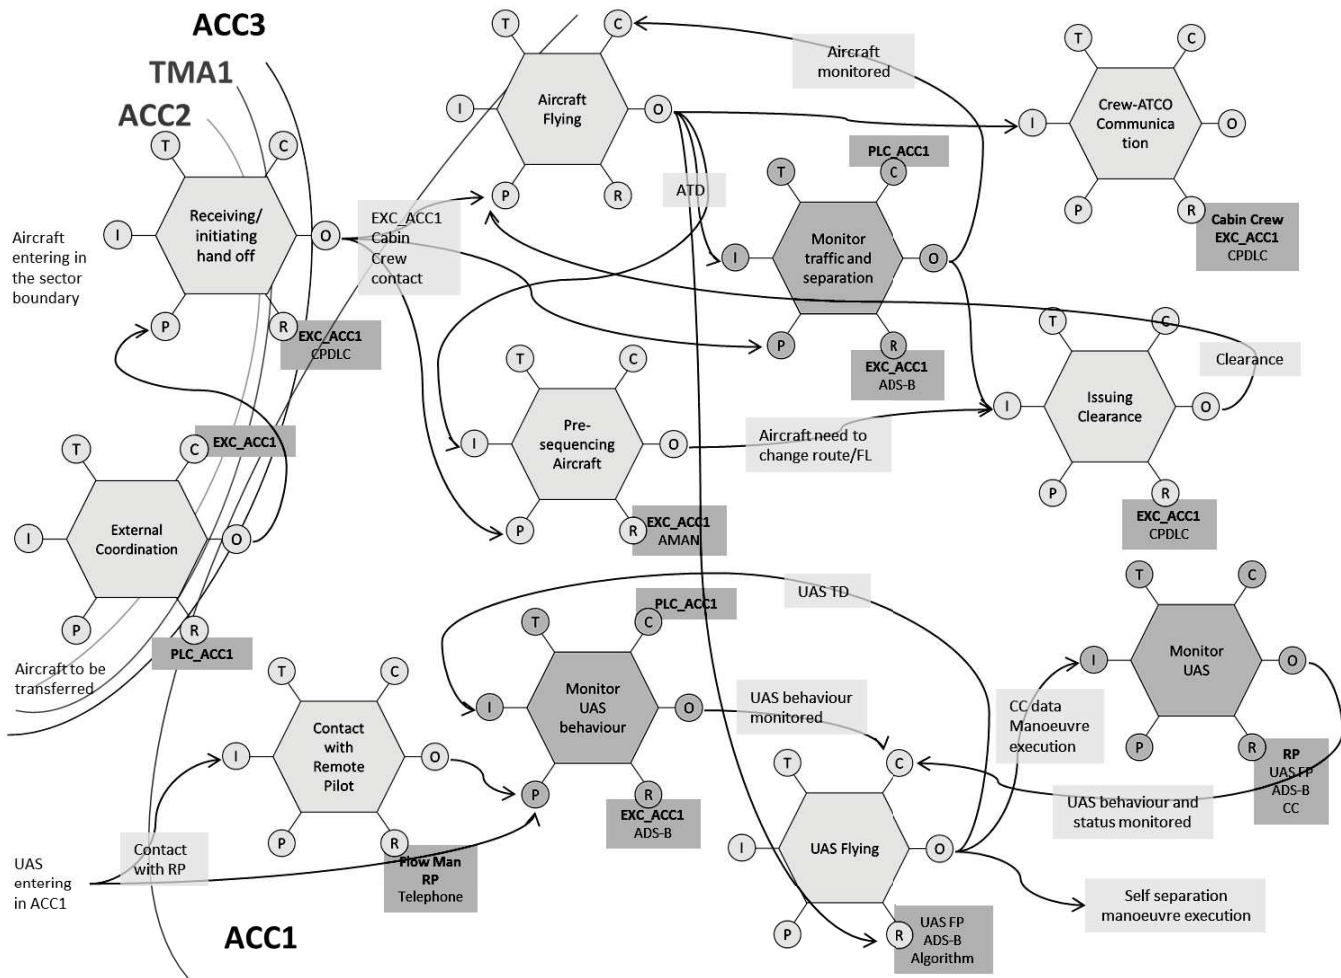 ACC3
TMA1
ACC2
T
C
I
Receiving/
initiating
hand off
O
P
R
EXC_ACC1
CPDLC
Aircraft
entering in
the sector
boundary
EXC_ACC1
Cabin
Crew
contact
T
C
I
Aircraft
Flying
O
P
R
Aircraft
monitored
ATD
T
C
I
Crew-ATCO
Communica
tion
O
P
R
Cabin Crew
EXC_ACC1
CPDLC
PLC_ACC1
T
C
I
Monitor
traffic and
separation
O
P
R
EXC_ACC1
ADS-B
T
C
I
Issuing
Clearance
O
P
R
EXC_ACC1
CPDLC
Clearance
T
C
I
Pre-
sequencing
Aircraft
O
P
R
EXC_ACC1
AMAN
Aircraft need to
change route/FL
T
C
EXC_ACC1
I
External
Coordination
O
P
R
PLC_ACC1
Aircraft to be
transferred
T
C
I
Contact
with
Remote
Pilot
O
P
R
Flow Man
RP
Telephone
Contact
with RP
UAS
entering
in ACC1
ACC1
T
C
PLC_ACC1
I
Monitor
UAS
behaviour
O
P
R
EXC_ACC1
ADS-B
UAS TD
UAS behaviour
monitored
T
C
I
UAS Flying
O
P
R
UAS FP
ADS-B
Algorithm
CC data
Manoeuvre
execution
T
C
I
Monitor
UAS
O
P
R
RP
UAS FP
ADS-B
CC
UAS behaviour and
status monitored
Self separation
manoeuvre execution